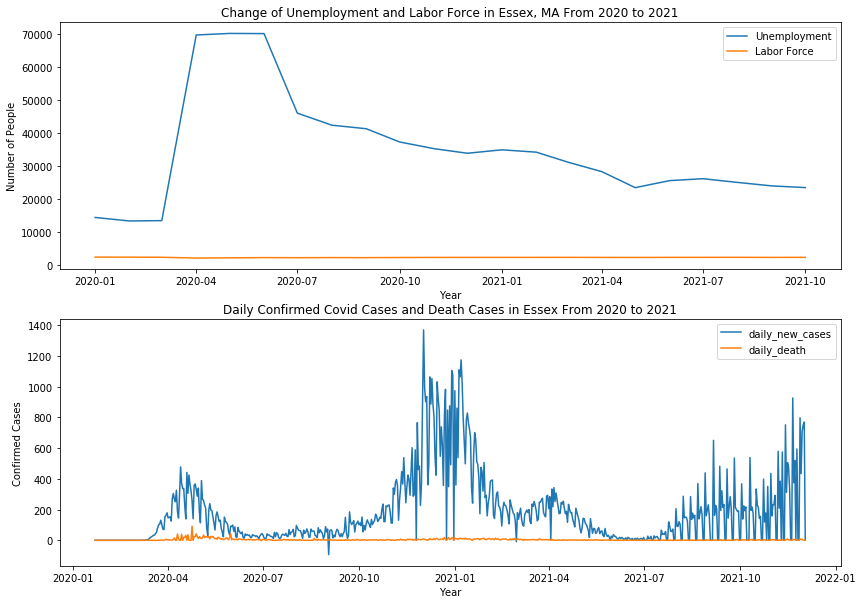 Change of Unemployment and Labor Force in Essex, MA From 2020 to 2021
Number of People
70000
60000
50000
40000
30000
20000
10000
0
Unemployment
Labor Force
2020-01 2020-04 2020-07 2020-10 2021-01 2021-04 2021-07 2021-10
Year
Daily Confirmed Covid Cases and Death Cases in Essex From 2020 to 2021
Confirmed Cases
1400
1200
1000
800
600
400
200
0
daily_new_cases
daily_death
2020-01 2020-04 2020-07 2020-10 2021-01 2021-04 2021-07 2021-10 2022-01
Year